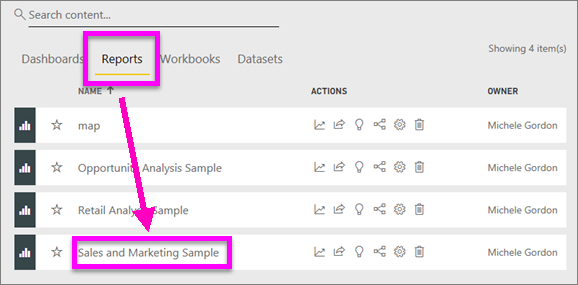 Search content...
Showing 4 item(s)
Dashboards Reports Workbooks Datasets
NAME ACTIONS OWNER
map Michele Gordon
Opportunity Analysis Sample Michele Gordon
Retail Analysis Sample Michele Gordon
Sales and Marketing Sample Michele Gordon